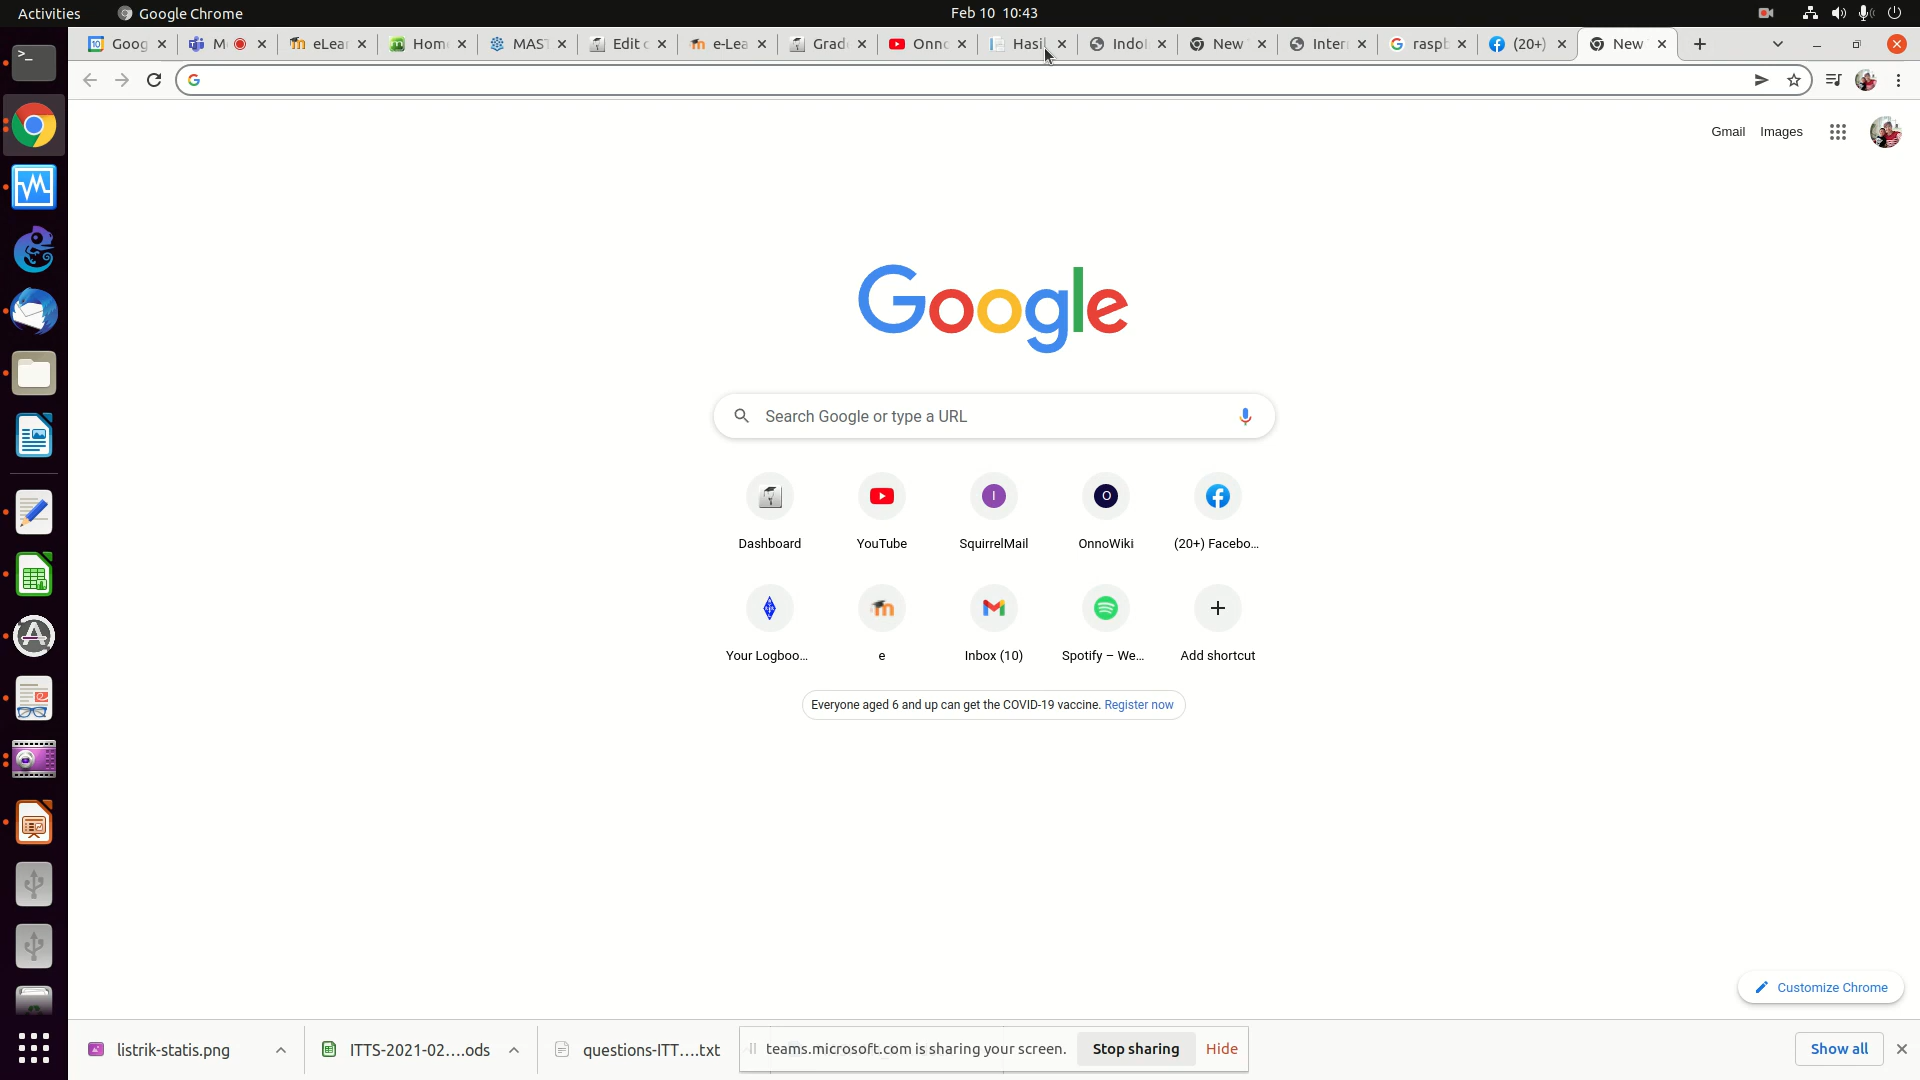 Activities Google Chrome Feb 10 10:43
Goog M eLear Hom MAS Edit e-Lea Grad Onno Hasil Indo New Inter rasp (20+) New
Gmail Images
Google
Search Google or type a URL
Dashboard YouTube SquirrelMail OnnoWiki (20+) Facebo...
Your Logboo... e Inbox (10) Spotify – We... Add shortcut
Everyone aged 6 and up can get the COVID-19 vaccine. Register now
Customize Chrome
listrik-statis.png ITTS-2021-02....ods questions-ITT....txt teams.microsoft.com is sharing your screen. Stop sharing Hide Show all